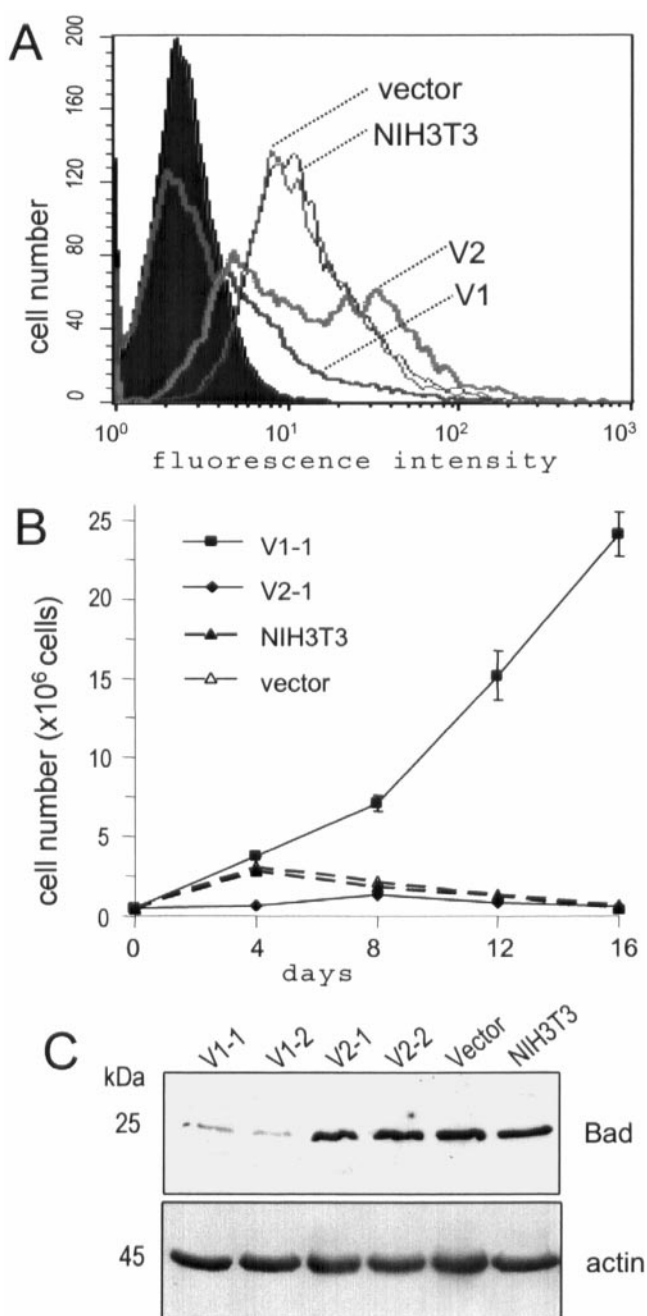 A
200
160
120
80
40
0
cell number
vector
NIH3T3
V2
V1
10⁰ 10¹ 10² 10³
fluorescence intensity
B
25
20
15
10
5
0
cell number (x10⁶ cells)
V1-1
V2-1
NIH3T3
vector
0 4 8 12 16
days
C
V1-1 V1-2 V2-1 V2-2 Vector NIH3T3
kDa
25 Bad
45 actin